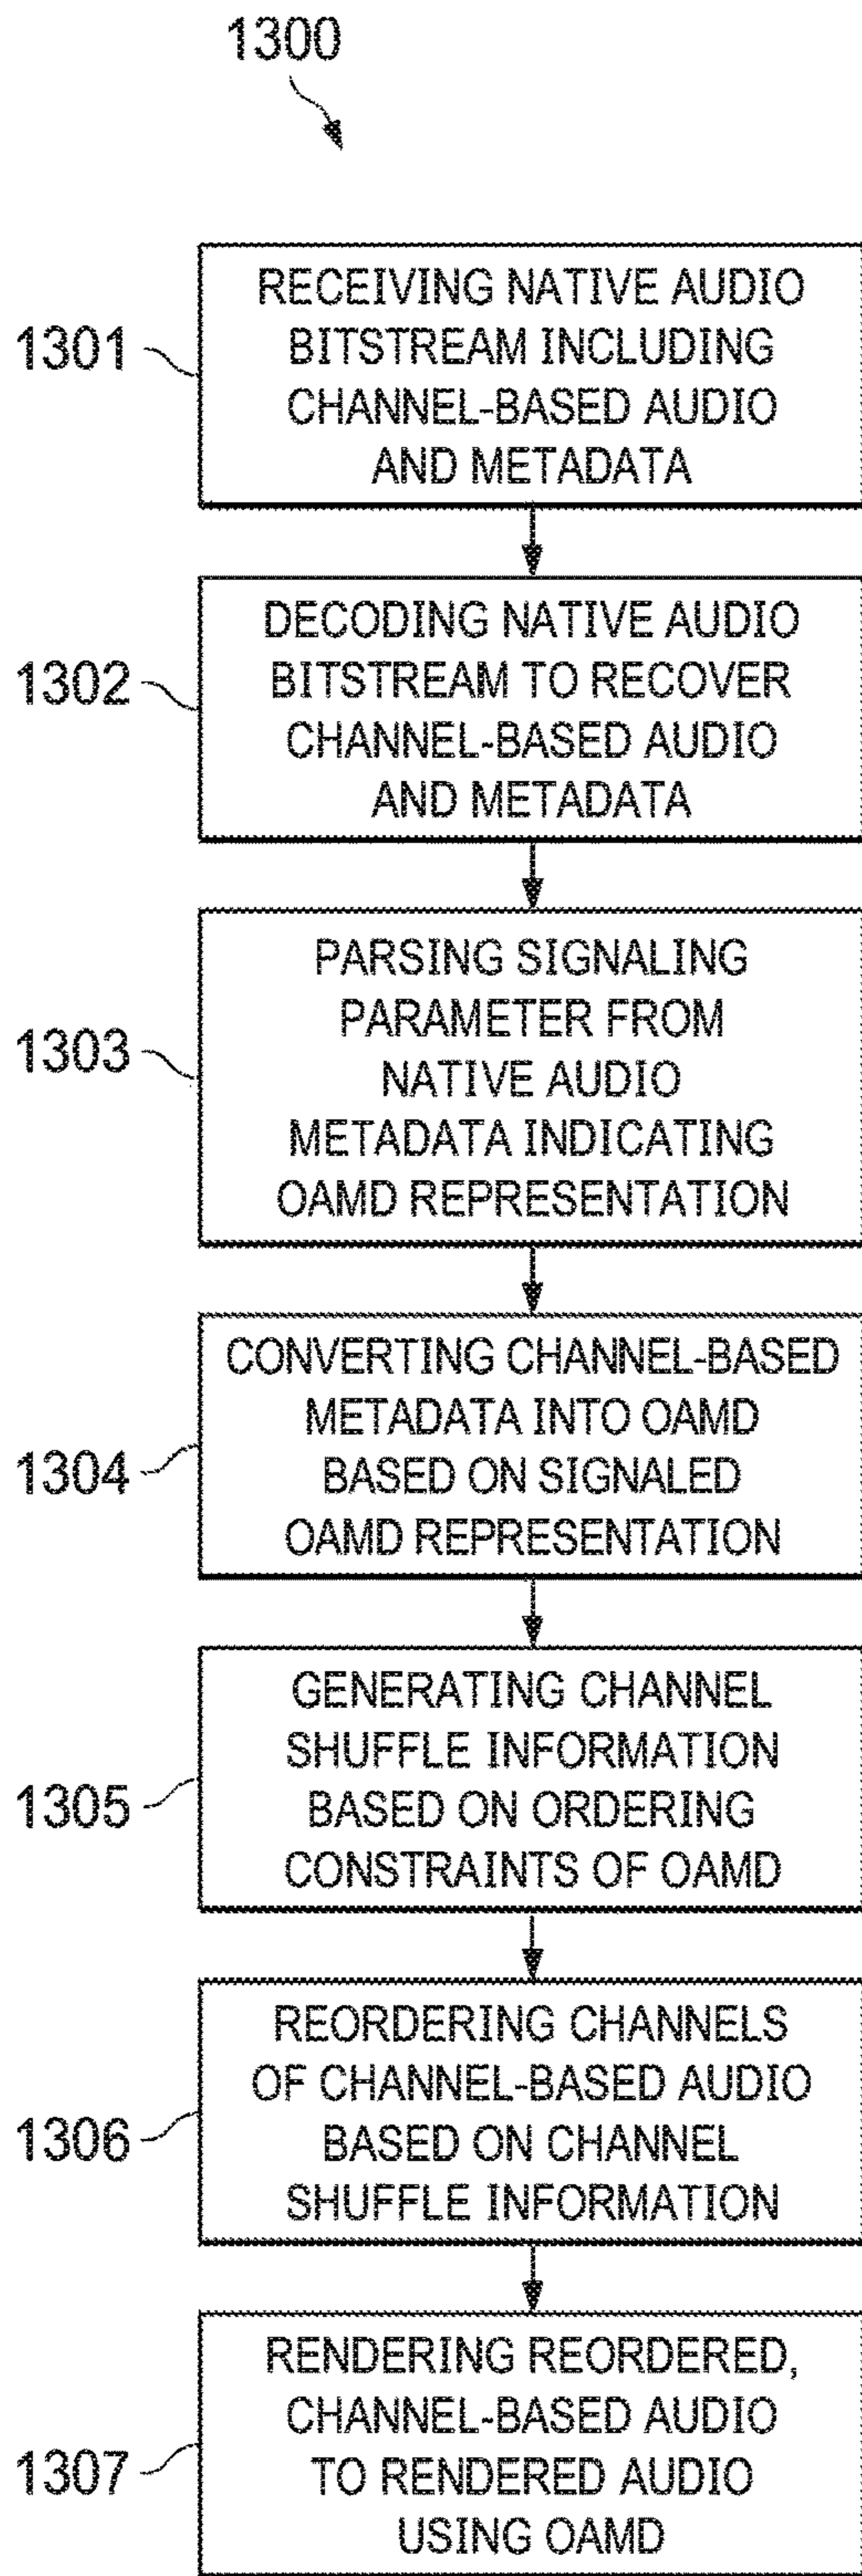 1300
1301
RECEIVING NATIVE AUDIO
BITSTREAM INCLUDING
CHANNEL-BASED AUDIO
AND METADATA
1302
DECODING NATIVE AUDIO
BITSTREAM TO RECOVER
CHANNEL-BASED AUDIO
AND METADATA
1303
PARSING SIGNALING
PARAMETER FROM
NATIVE AUDIO
METADATA INDICATING
OAMD REPRESENTATION
1304
CONVERTING CHANNEL-BASED
METADATA INTO OAMD
BASED ON SIGNALED
OAMD REPRESENTATION
1305
GENERATING CHANNEL
SHUFFLE INFORMATION
BASED ON ORDERING
CONSTRAINTS OF OAMD
1306
REORDERING CHANNELS
OF CHANNEL-BASED AUDIO
BASED ON CHANNEL
SHUFFLE INFORMATION
1307
RENDERING REORDERED,
CHANNEL-BASED AUDIO
TO RENDERED AUDIO
USING OAMD